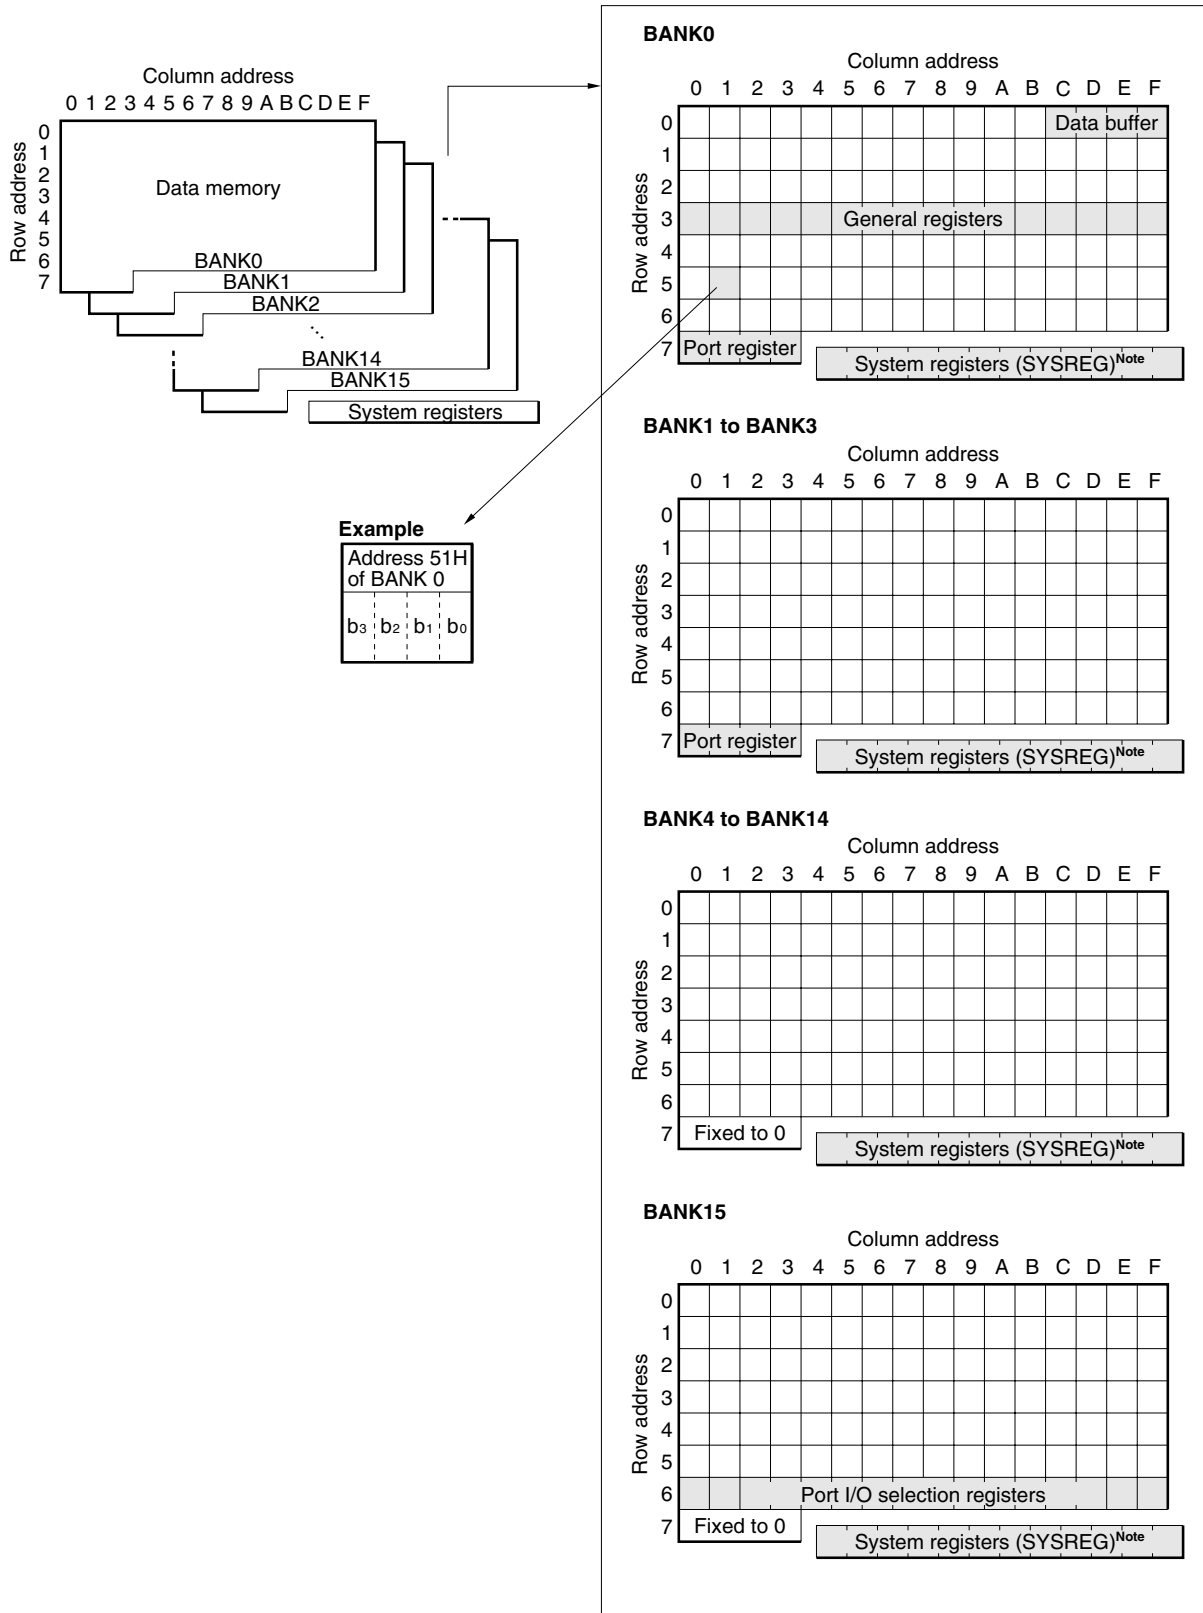 Column address
0 1 2 3 4 5 6 7 8 9 A B C D E F
Row address
0
1
2
3
4
5
6
7
Data memory
BANK0
BANK1
BANK2
BANK14
BANK15
System registers
Example
Address 51H
of BANK 0
b3 b2 b1 b0
BANK0
Column address
0 1 2 3 4 5 6 7 8 9 A B C D E F
Row address
0 Data buffer
1
2
3 General registers
4
5
6
7 Port register System registers (SYSREG)Note
BANK1 to BANK3
Column address
0 1 2 3 4 5 6 7 8 9 A B C D E F
Row address
0
1
2
3
4
5
6
7 Port register System registers (SYSREG)Note
BANK4 to BANK14
Column address
0 1 2 3 4 5 6 7 8 9 A B C D E F
Row address
0
1
2
3
4
5
6
7 Fixed to 0 System registers (SYSREG)Note
BANK15
Column address
0 1 2 3 4 5 6 7 8 9 A B C D E F
Row address
0
1
2
3
4
5
6 Port I/O selection registers
7 Fixed to 0 System registers (SYSREG)Note